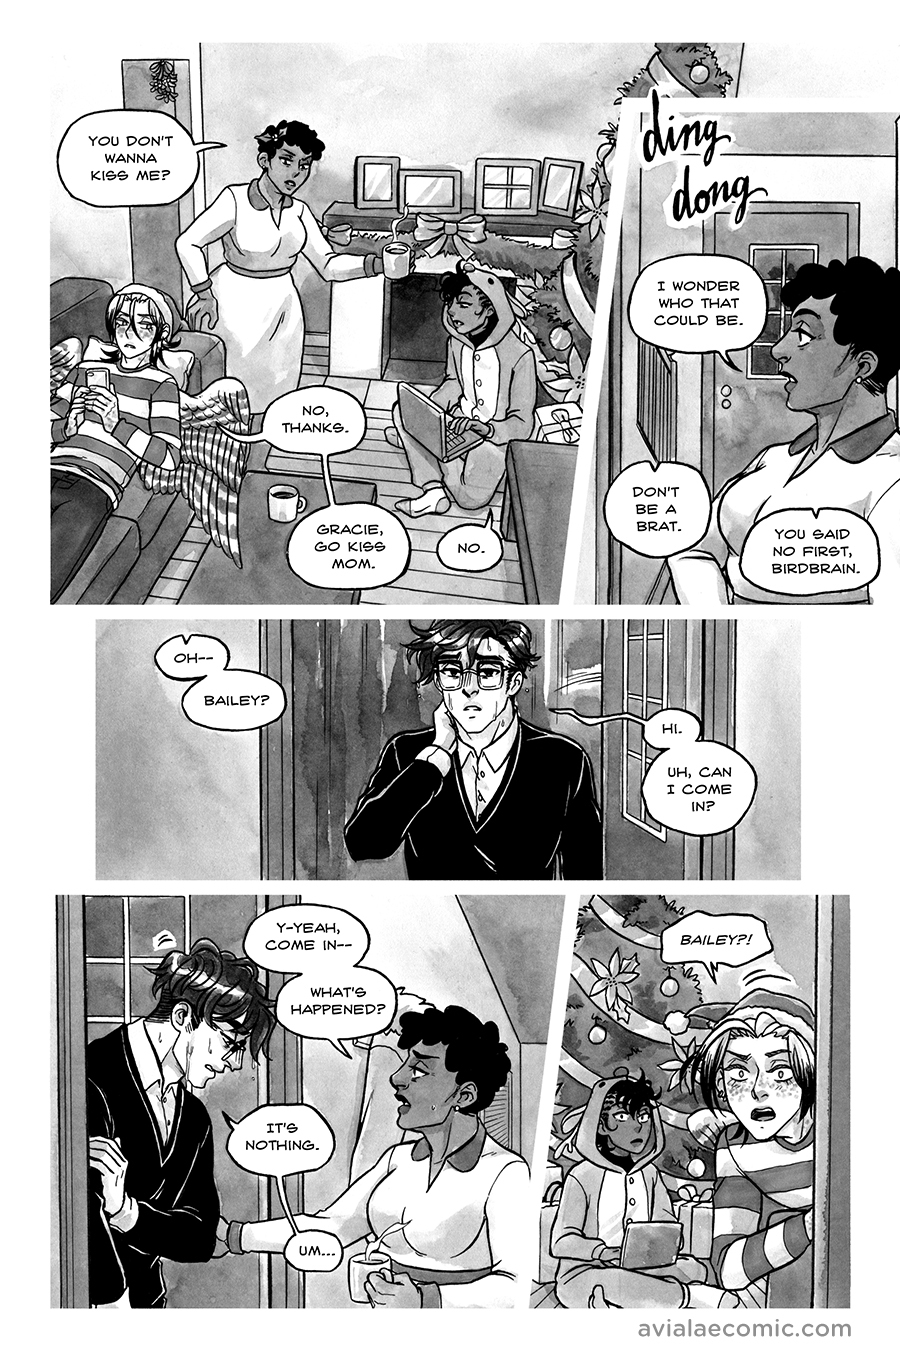 YOU DON'T
WANNA
KISS ME?
NO,
THANKS.
GRACIE,
GO KISS
MOM.
NO.
ding
dong
I WONDER
WHO THAT
COULD BE.
DON'T
BE A
BRAT.
YOU SAID
NO FIRST,
BIRDBRAIN.
OH--
BAILEY?
HI.
UH, CAN
I COME
IN?
Y-YEAH,
COME IN--
WHAT'S
HAPPENED?
IT'S
NOTHING.
UM...
BAILEY?!
avialaecomic.com